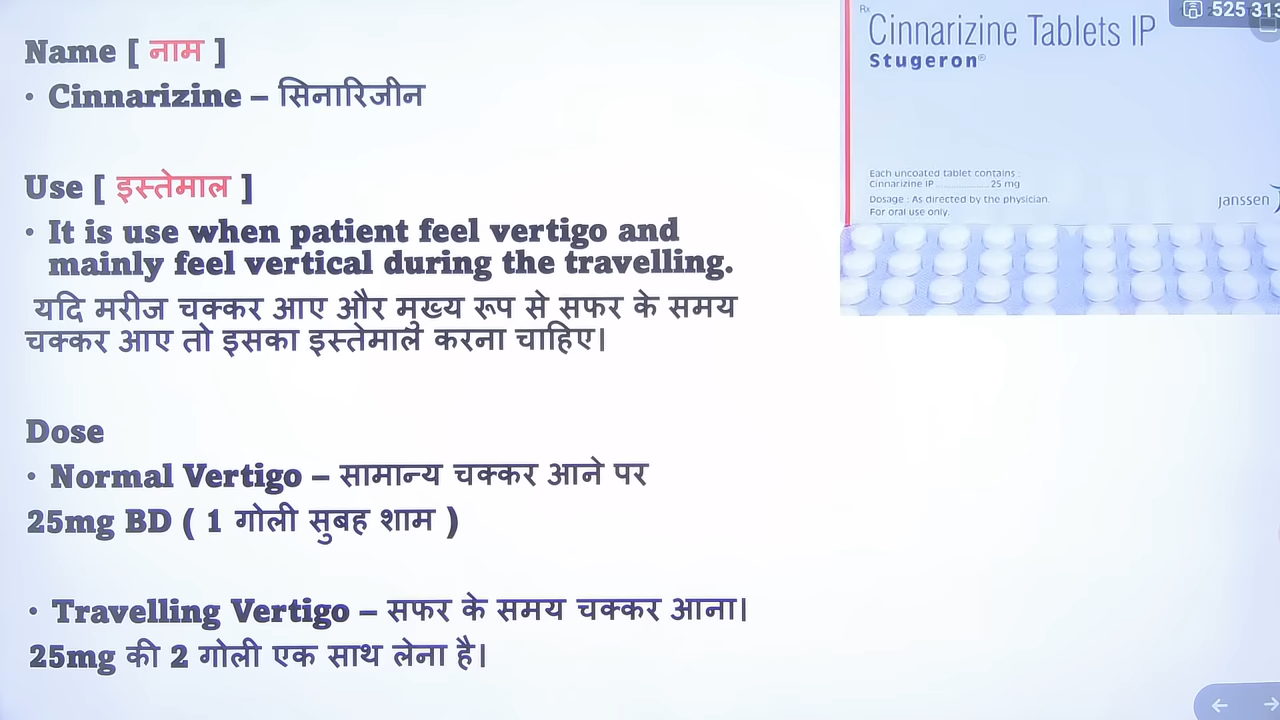 Name [ नाम ]
• Cinnarizine – सिनारिजीन
Use [ इस्तेमाल ]
• It is use when patient feel vertigo and
mainly feel vertical during the travelling.
यदि मरीज चक्कर आए और मुख्य रूप से सफर के समय
चक्कर आए तो इसका इस्तेमाल करना चाहिए।
Dose
• Normal Vertigo – सामान्य चक्कर आने पर
25mg BD ( 1 गोली सुबह शाम )
• Travelling Vertigo – सफर के समय चक्कर आना।
25mg की 2 गोली एक साथ लेना है।
Rx
Cinnarizine Tablets IP
Stugeron®
Each uncoated tablet contains :
Cinnarizine IP .................. 25 mg
Dosage : As directed by the physician.
For oral use only.
janssen
525 313